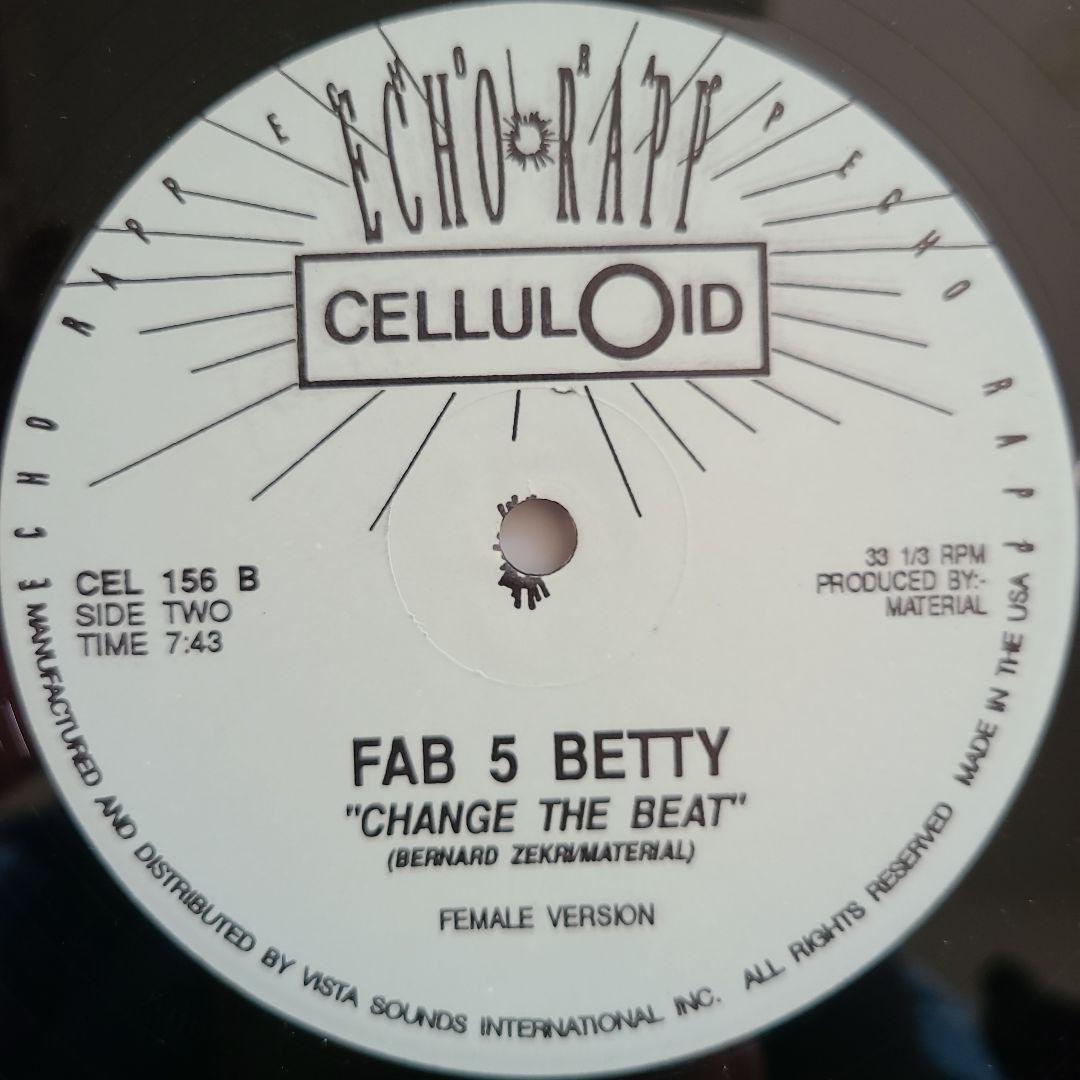 ECHO RAPP ECHO RAPP ECHO RAPP ECHO RAPP
ECHO RAPP
CELLULOID
CEL 156 B
SIDE TWO
TIME 7:43
33 1/3 RPM
PRODUCED BY:-
MATERIAL
FAB 5 BETTY
"CHANGE THE BEAT"
(BERNARD ZEKRI/MATERIAL)
FEMALE VERSION
MANUFACTURED AND DISTRIBUTED BY VISTA SOUNDS INTERNATIONAL INC. ALL RIGHTS RESERVED MADE IN THE USA